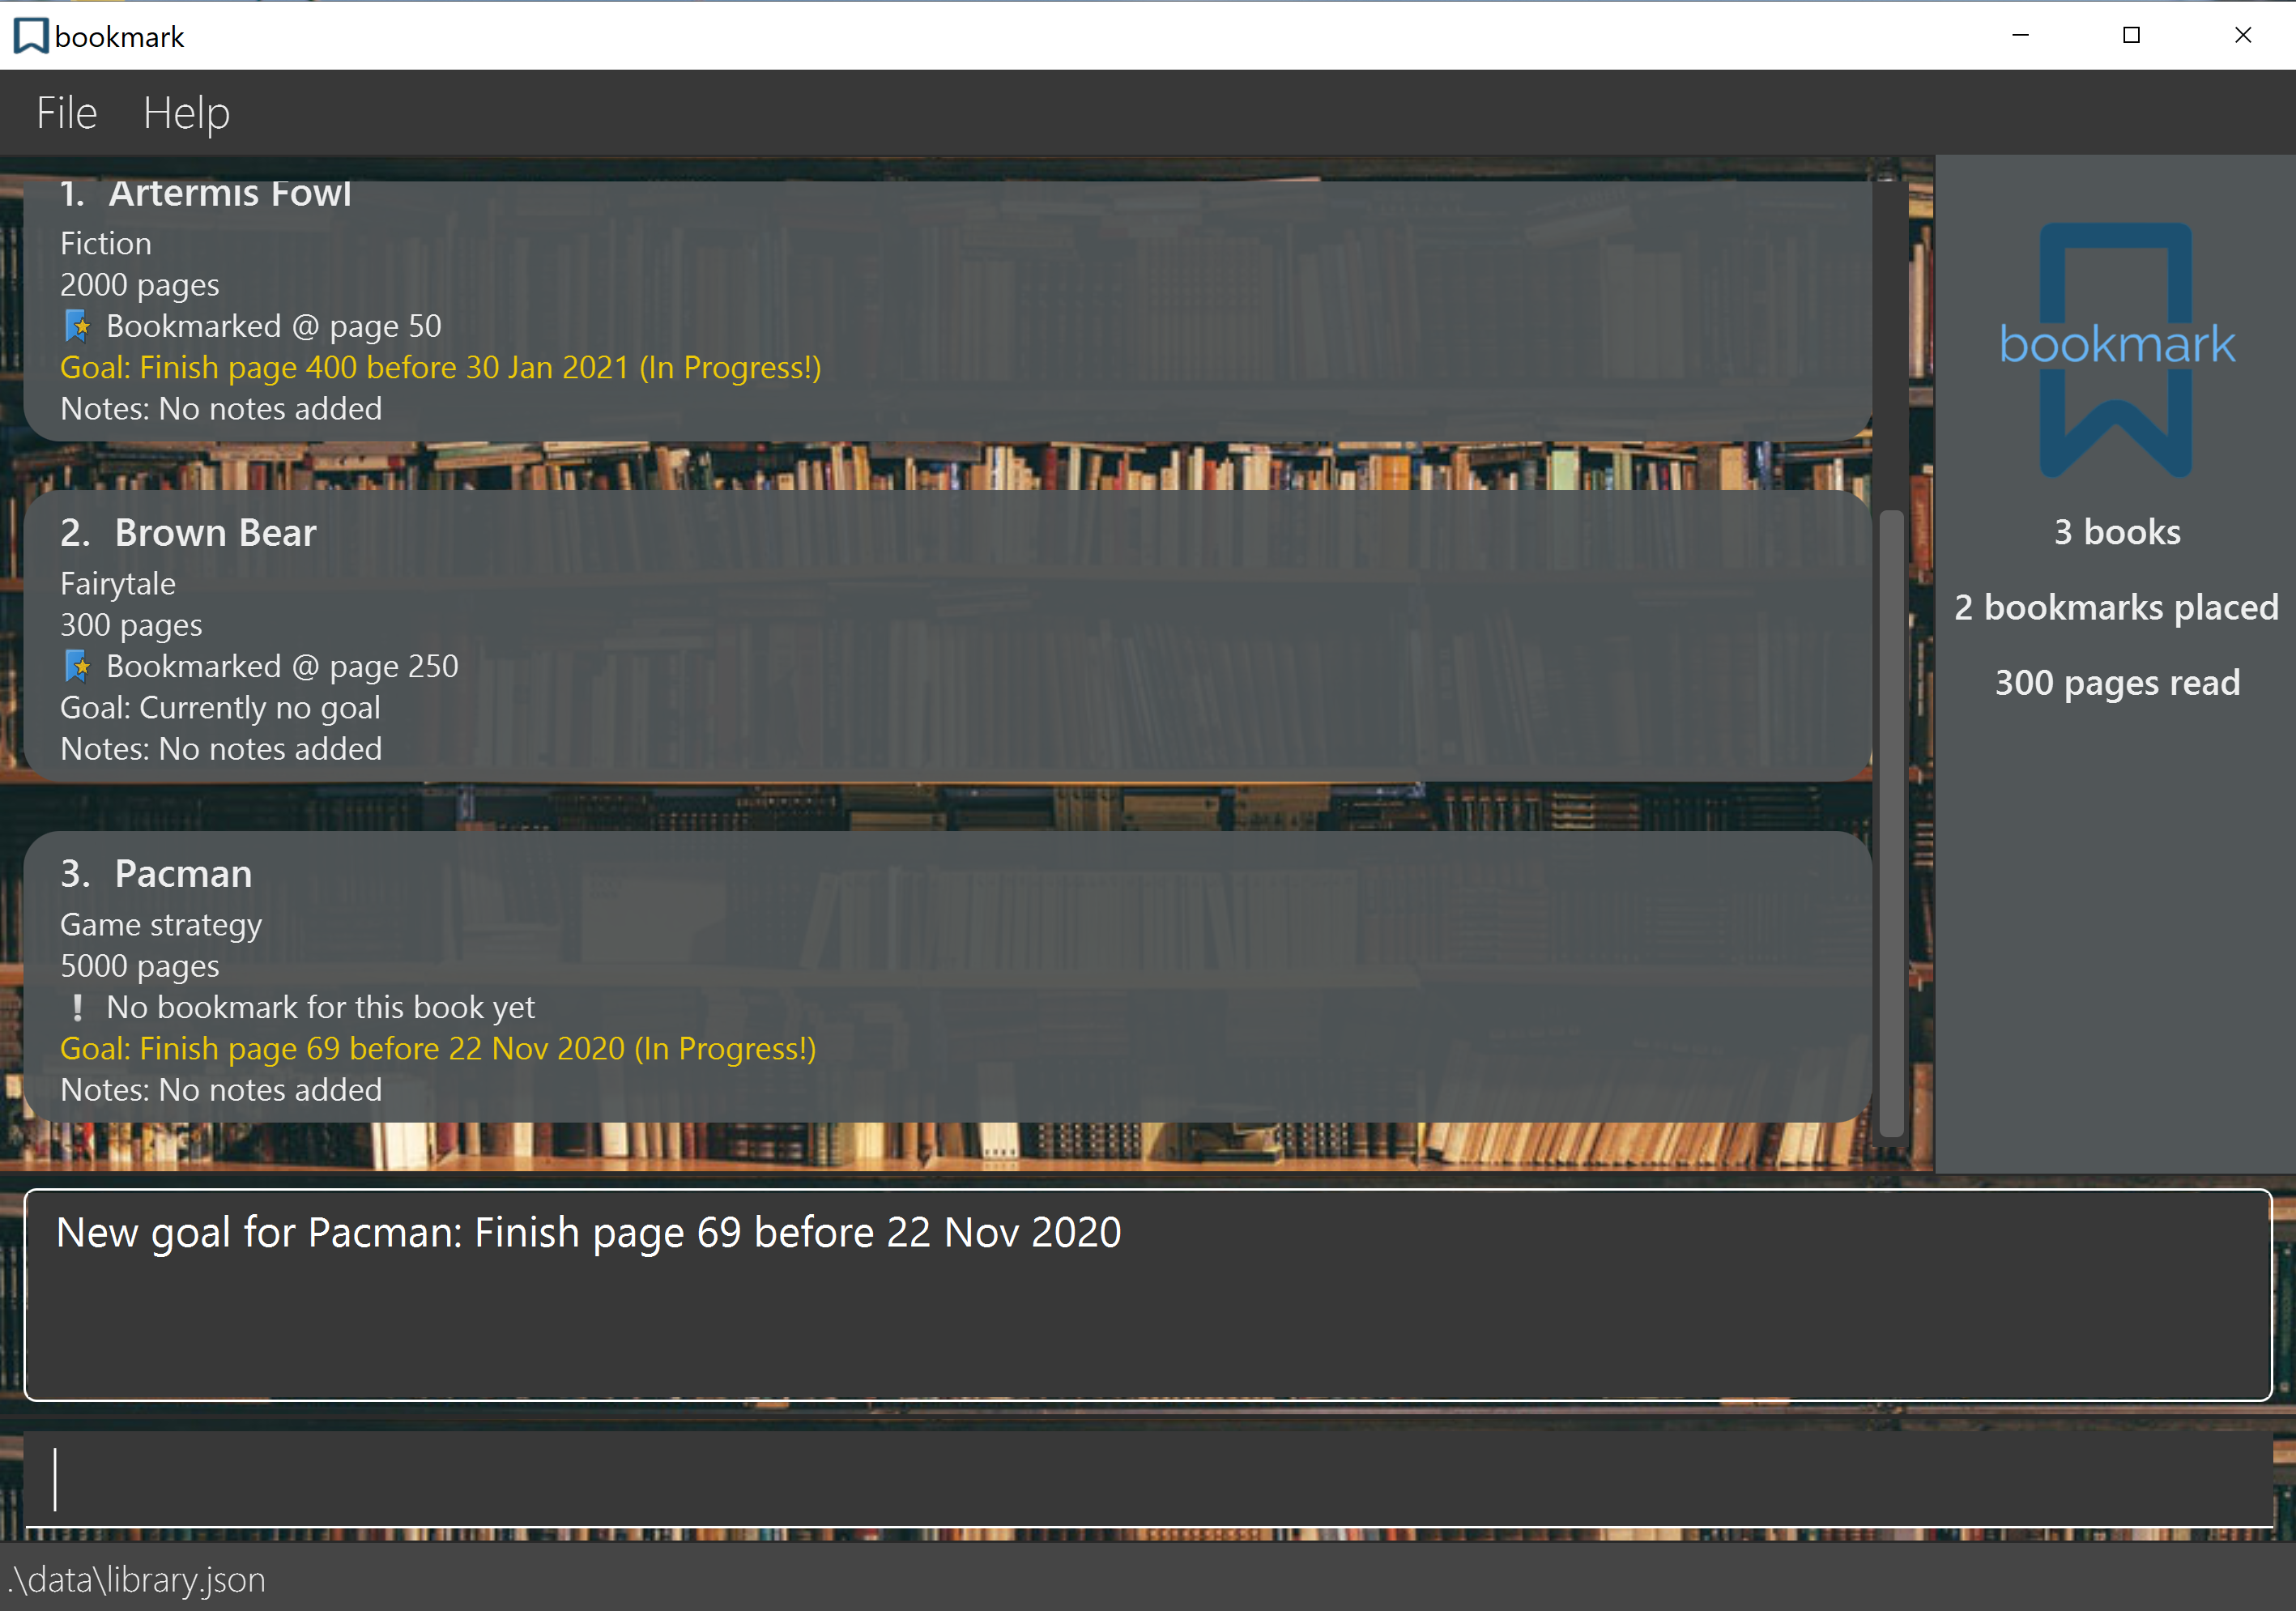 bookmark
File Help
1. Artermis Fowl
Fiction
2000 pages
Bookmarked @ page 50
Goal: Finish page 400 before 30 Jan 2021 (In Progress!)
Notes: No notes added
2. Brown Bear
Fairytale
300 pages
Bookmarked @ page 250
Goal: Currently no goal
Notes: No notes added
3. Pacman
Game strategy
5000 pages
! No bookmark for this book yet
Goal: Finish page 69 before 22 Nov 2020 (In Progress!)
Notes: No notes added
bookmark
3 books
2 bookmarks placed
300 pages read
New goal for Pacman: Finish page 69 before 22 Nov 2020
.\data\library.json